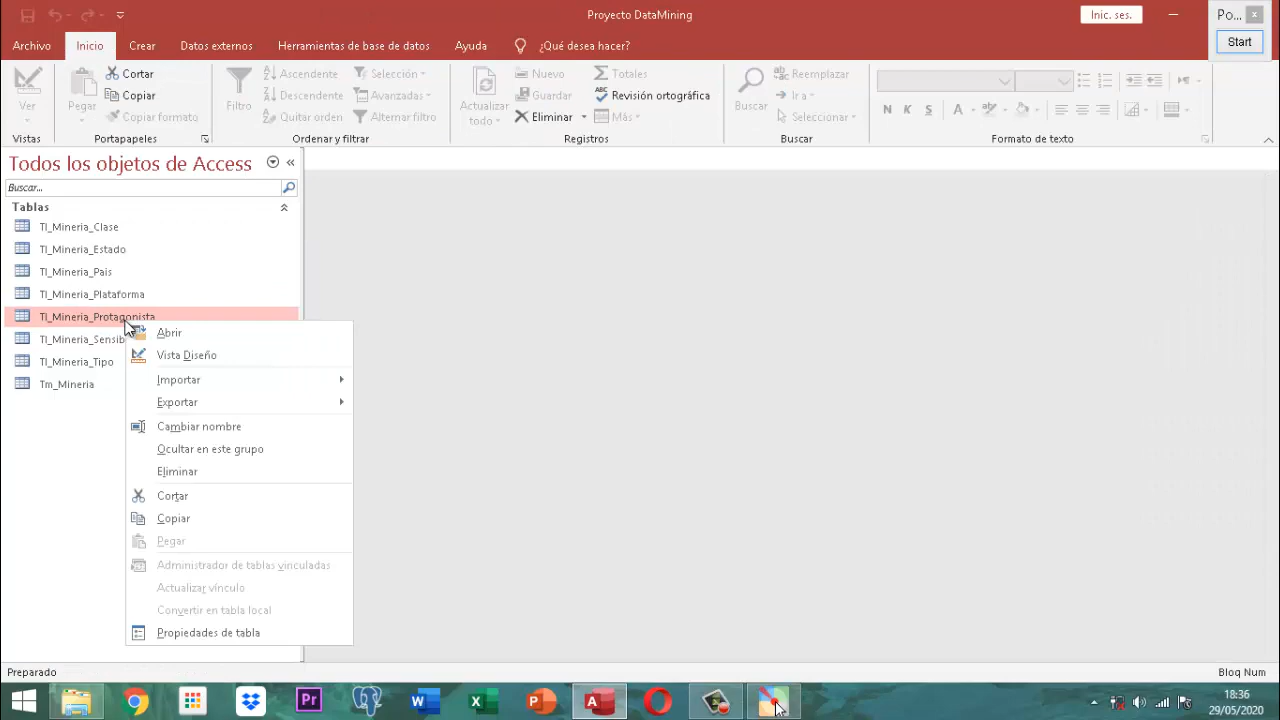 Proyecto DataMining
Inic. ses.
Po...
Start
Archivo
Inicio
Crear
Datos externos
Herramientas de base de datos
Ayuda
¿Qué desea hacer?
Ver
Vistas
Pegar
Cortar
Copiar
Copiar formato
Portapapeles
Filtro
Ascendente
Descendente
Quitar orden
Selección
Avanzadas
Alternar filtro
Ordenar y filtrar
Actualizar
todo
Nuevo
Guardar
Eliminar
Totales
Revisión ortográfica
Más
Registros
Buscar
Reemplazar
Ir a
Seleccionar
Buscar
N K S
A
Formato de texto
Todos los objetos de Access
Buscar...
Tablas
Tl_Mineria_Clase
Tl_Mineria_Estado
Tl_Mineria_Pais
Tl_Mineria_Plataforma
Tl_Mineria_Protagonista
Tl_Mineria_Sensib
Tl_Mineria_Tipo
Tm_Mineria
Abrir
Vista Diseño
Importar
Exportar
Cambiar nombre
Ocultar en este grupo
Eliminar
Cortar
Copiar
Pegar
Administrador de tablas vinculadas
Actualizar vínculo
Convertir en tabla local
Propiedades de tabla
Preparado
Bloq Num
18:36
29/05/2020